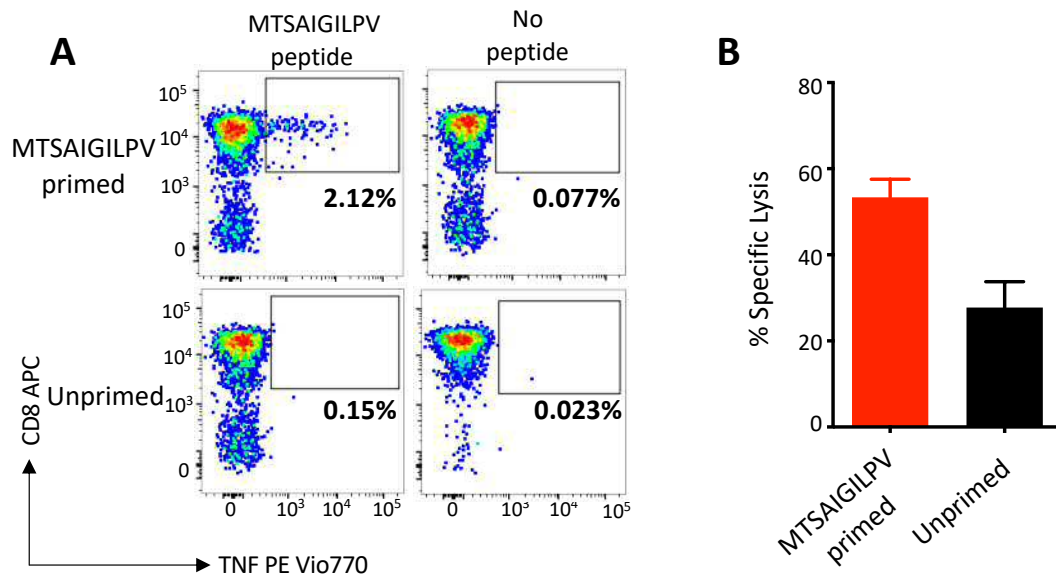 A
MTSAIGILPV
peptide
No
peptide
B
MTSAIGILPV
primed
10⁵
10⁴
10³
0
2.12%
0.077%
Unprimed
10⁵
10⁴
10³
0
0.15%
0.023%
0 10³ 10⁴ 10⁵
0 10³ 10⁴ 10⁵
CD8 APC
TNF PE Vio770
% Specific Lysis
80
60
40
20
0
MTSAIGILPV
primed
Unprimed